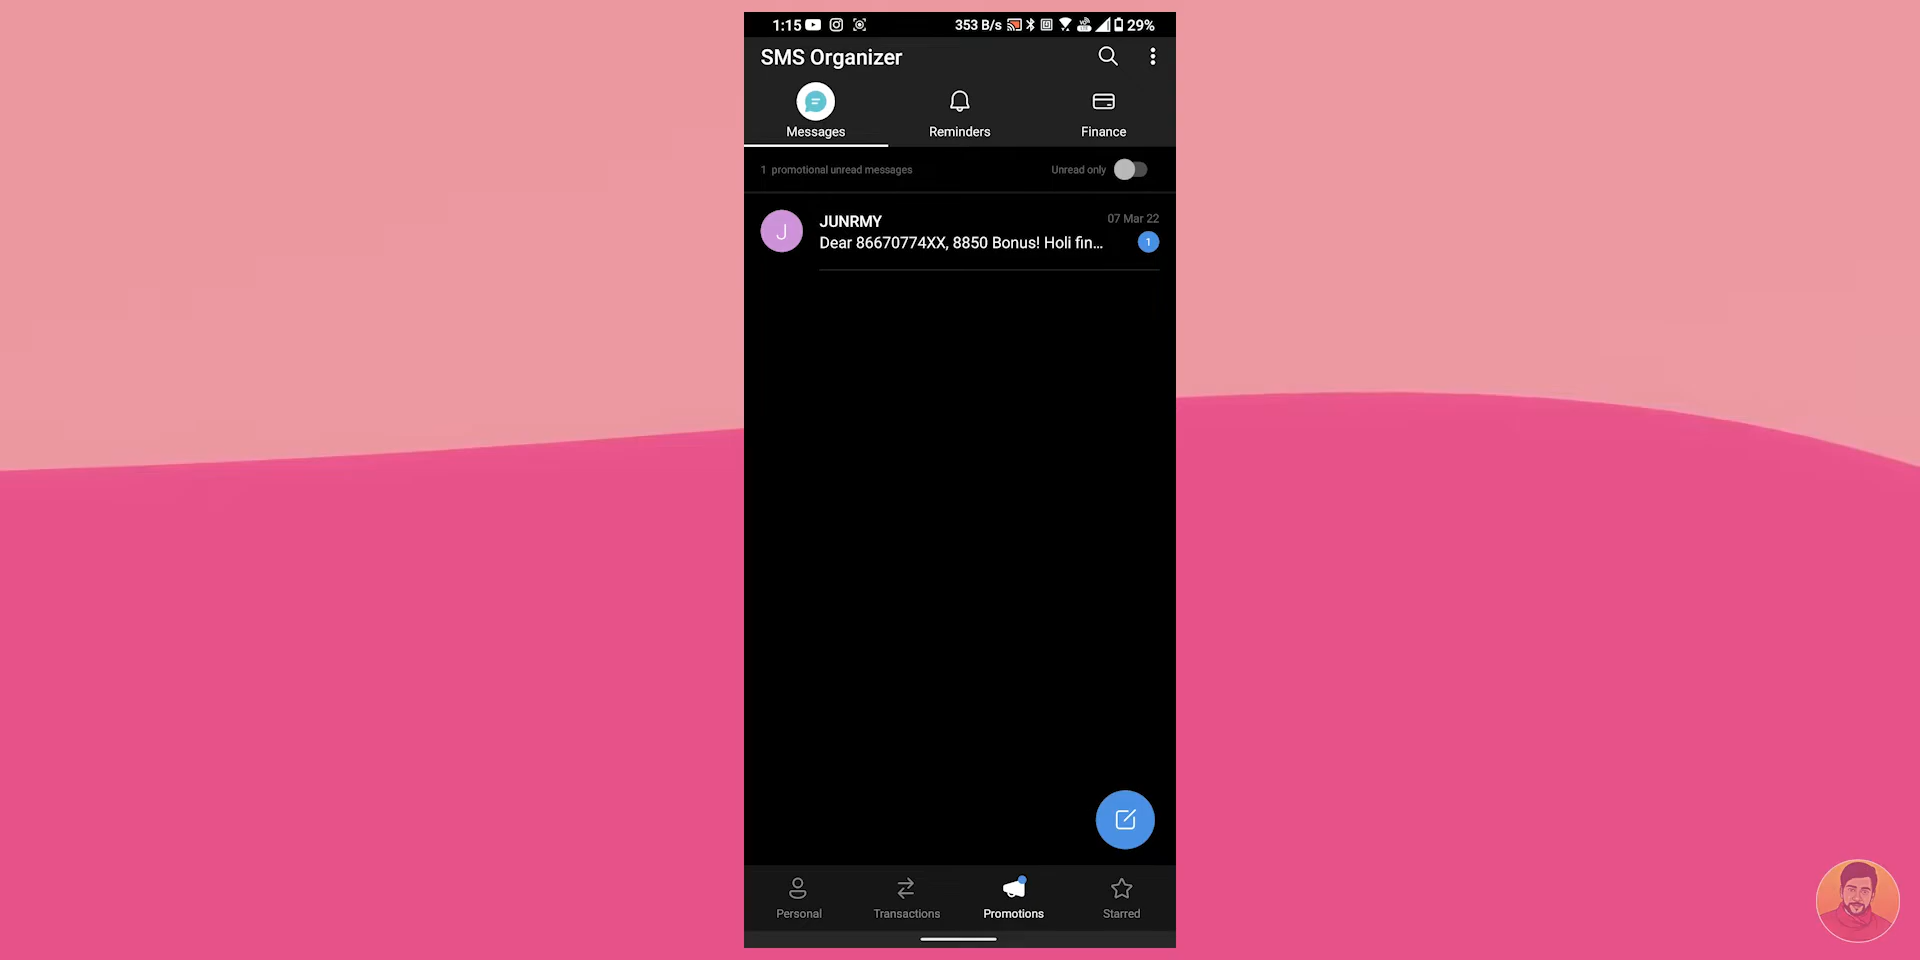 1:15 353 B/s 29%
SMS Organizer
Messages Reminders Finance
1 promotional unread messages Unread only
J JUNRMY 07 Mar 22
Dear 86670774XX, 8850 Bonus! Holi fin... 1
Personal Transactions Promotions Starred